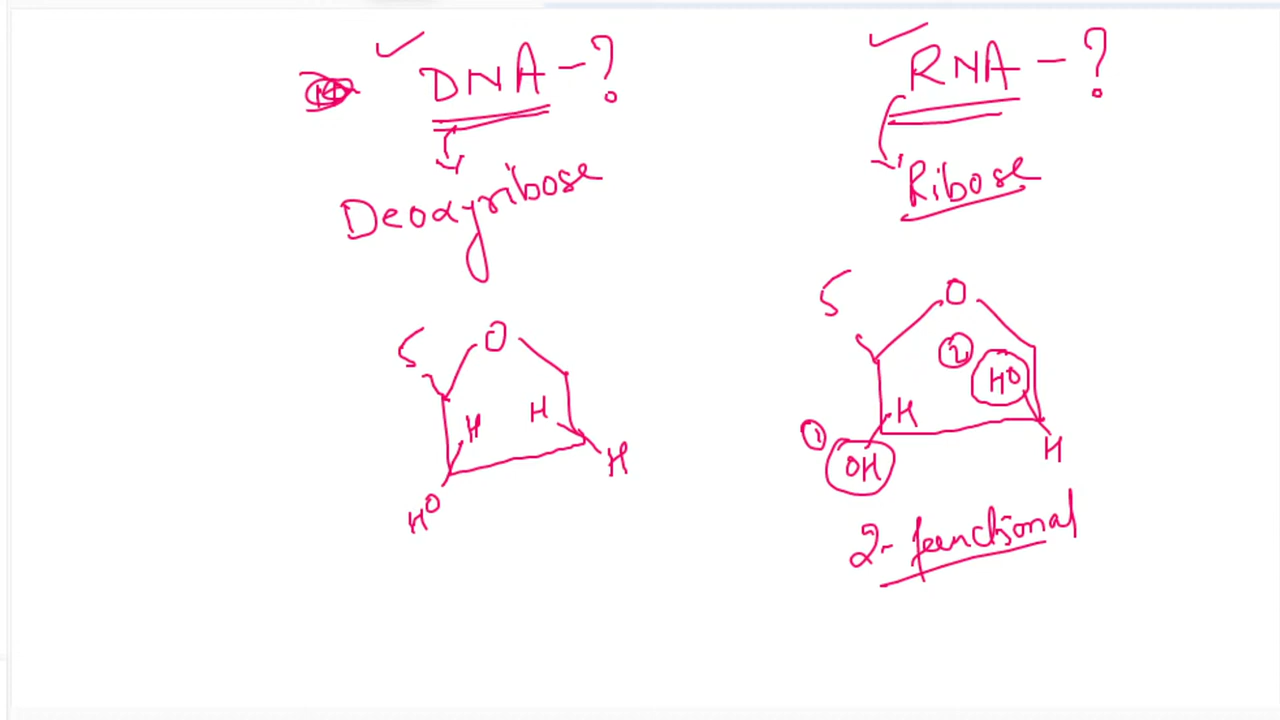 DNA - ?
RNA - ?
Deoxyribose
Ribose
5
O
H
H
H
HO
5
O
2
HO
H
1
OH
H
2- functional